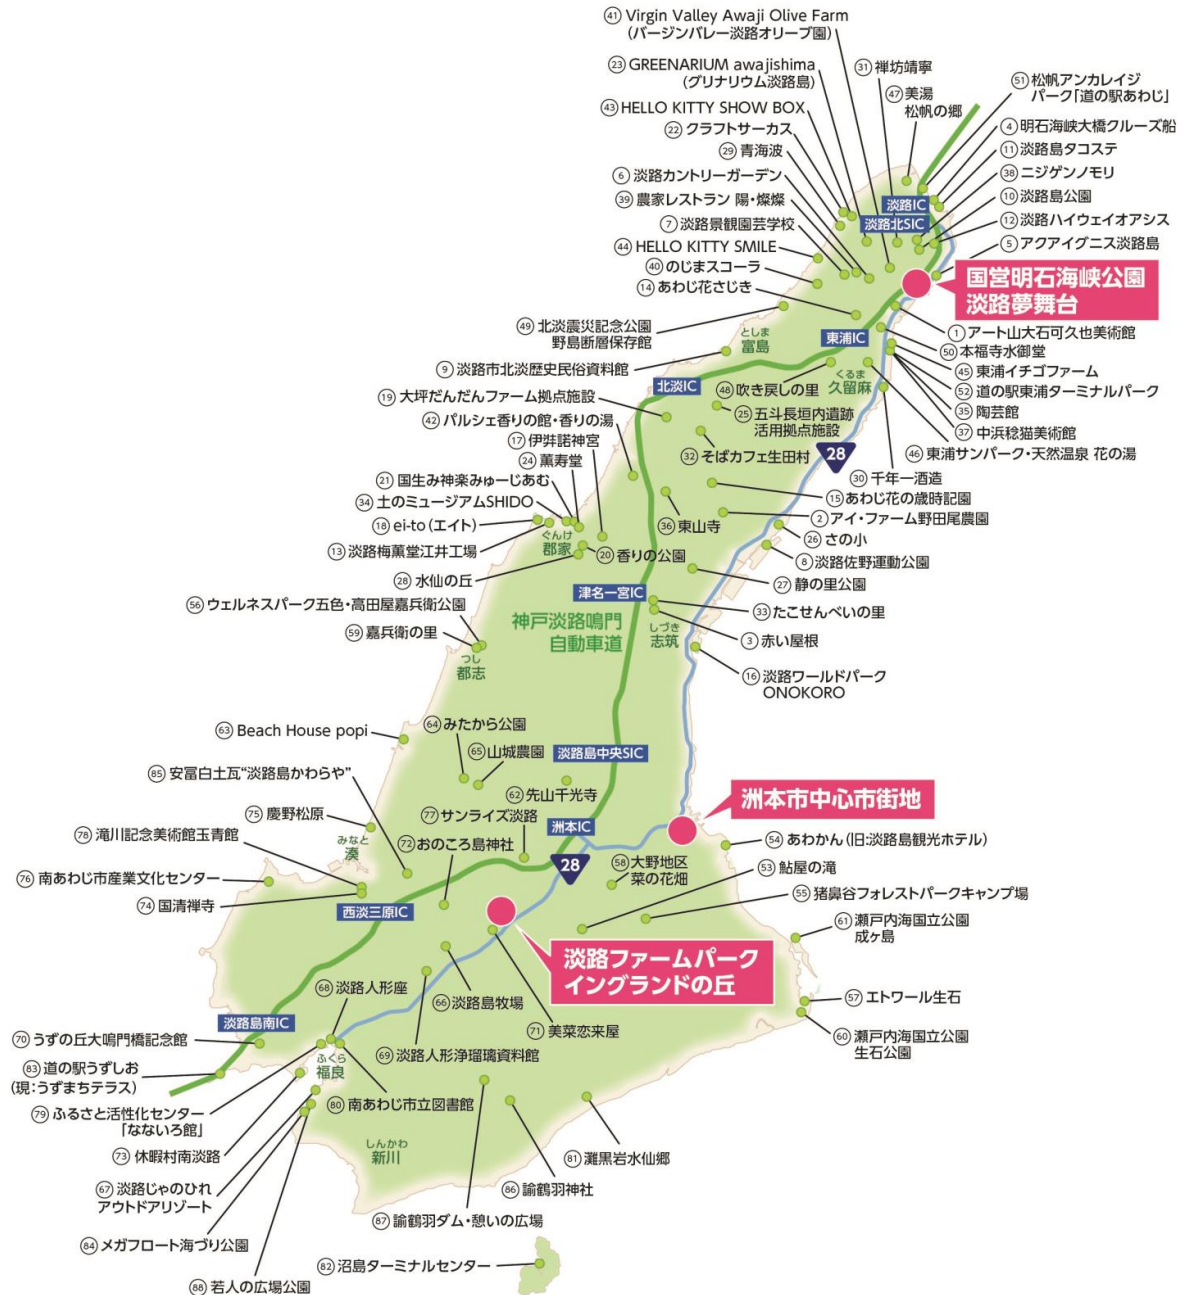 ㊶ Virgin Valley Awaji Olive Farm
(バージンバレー淡路オリーブ園)
㉓ GREENARIUM awajishima
(グリナリウム淡路島)
㉛ 禅坊靖寧
㊼ 美湯
松帆の郷
51 松帆アンカレイジ
パーク「道の駅あわじ」
㊸ HELLO KITTY SHOW BOX
④ 明石海峡大橋クルーズ船
㉒ クラフトサーカス
⑪ 淡路島タコステ
㉙ 青海波
㊳ ニジゲンノモリ
⑥ 淡路カントリーガーデン
⑩ 淡路島公園
㊴ 農家レストラン 陽・燦燦
淡路IC
⑫ 淡路ハイウェイオアシス
⑦ 淡路景観園芸学校
淡路北SIC
⑤ アクアイグニス淡路島
㊹ HELLO KITTY SMILE
㊵ のじまスコーラ
国営明石海峡公園
淡路夢舞台
⑭ あわじ花さじき
㊾ 北淡震災記念公園
野島断層保存館
としま
富島
東浦IC
① アート山大石可久也美術館
㊿ 本福寺水御堂
⑨ 淡路市北淡歴史民俗資料館
㊺ 東浦イチゴファーム
北淡IC
㊽ 吹き戻しの里
くるま
久留麻
52 道の駅東浦ターミナルパーク
⑲ 大坪だんだんファーム拠点施設
㉕ 五斗長垣内遺跡
活用拠点施設
㉟ 陶芸館
㊷ パルシェ香りの館・香りの湯
㊲ 中浜稔猫美術館
⑰ 伊弉諾神宮
㉜ そばカフェ生田村
28
㊻ 東浦サンパーク・天然温泉 花の湯
㉔ 薫寿堂
㉚ 千年一酒造
㉑ 国生み神楽みゅーじあむ
⑮ あわじ花の歳時記園
㉞ 土のミュージアムSHIDO
㊱ 東山寺
② アイ・ファーム野田尾農園
⑱ ei-to(エイト)
ぐんけ
郡家
㉖ さの小
⑬ 淡路梅薫堂江井工場
⑳ 香りの公園
⑧ 淡路佐野運動公園
㉘ 水仙の丘
㉗ 静の里公園
津名一宮IC
56 ウェルネスパーク五色・高田屋嘉兵衛公園
㉝ たこせんべいの里
神戸淡路鳴門
自動車道
しづき
志筑
59 嘉兵衛の里
③ 赤い屋根
つし
都志
⑯ 淡路ワールドパーク
ONOKORO
63 Beach House popi
64 みたから公園
65 山城農園
淡路島中央SIC
85 安冨白土瓦“淡路島かわらや”
62 先山千光寺
洲本市中心市街地
75 慶野松原
77 サンライズ淡路
洲本IC
78 滝川記念美術館玉青館
みなと
湊
72 おのころ島神社
54 あわかん(旧:淡路島観光ホテル)
28
58 大野地区
菜の花畑
53 鮎屋の滝
76 南あわじ市産業文化センター
55 猪鼻谷フォレストパークキャンプ場
74 国清禅寺
西淡三原IC
61 瀬戸内海国立公園
成ヶ島
淡路ファームパーク
イングランドの丘
68 淡路人形座
66 淡路島牧場
57 エトワール生石
淡路島南IC
71 美菜恋来屋
60 瀬戸内海国立公園
生石公園
70 うずの丘大鳴門橋記念館
69 淡路人形浄瑠璃資料館
ふくら
福良
83 道の駅うずしお
(現:うずまちテラス)
80 南あわじ市立図書館
79 ふるさと活性化センター
「なないろ館」
しんかわ
新川
73 休暇村南淡路
81 灘黒岩水仙郷
67 淡路じゃのひれ
アウトドアリゾート
86 諭鶴羽神社
87 諭鶴羽ダム・憩いの広場
84 メガフロート海づり公園
82 沼島ターミナルセンター
88 若人の広場公園